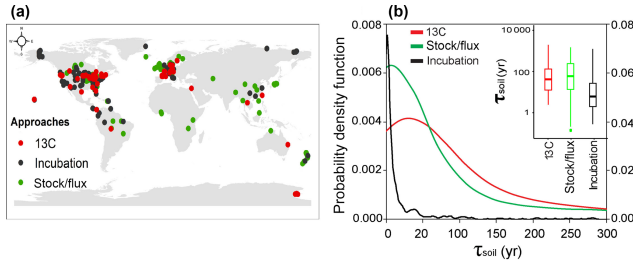 (a)
N
W E
S
Approaches
13C
Incubation
Stock/flux
(b)
Probability density function
0.008
0.006
0.004
0.002
0.000
13C
Stock/flux
Incubation
0 20 50 100 150 200 250 300
τsoil (yr)
0.08
0.06
0.04
0.02
0.00
τsoil (yr)
10 000
100
1
13C
Stock/flux
Incubation